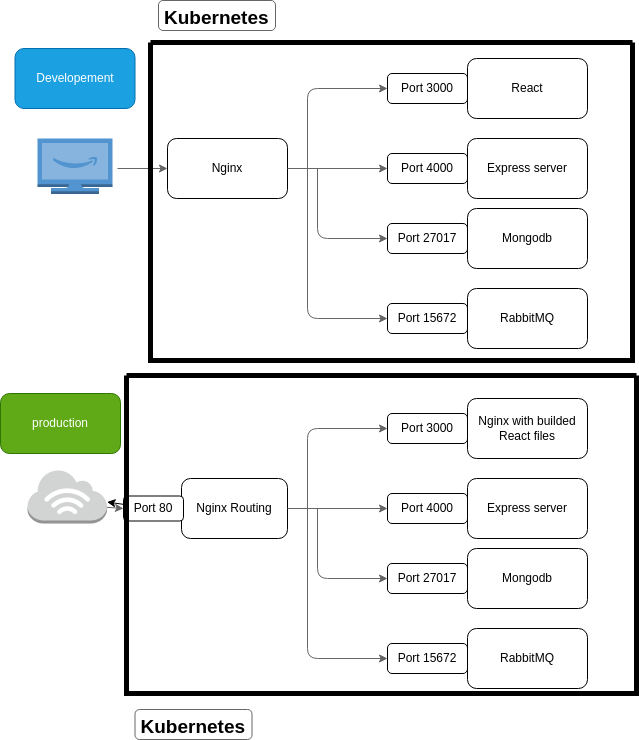 Kubernetes
Developement
Port 3000
React
Nginx
Port 4000
Express server
Port 27017
Mongodb
Port 15672
RabbitMQ
production
Port 3000
Nginx with builded
React files
Port 80
Nginx Routing
Port 4000
Express server
Port 27017
Mongodb
Port 15672
RabbitMQ
Kubernetes